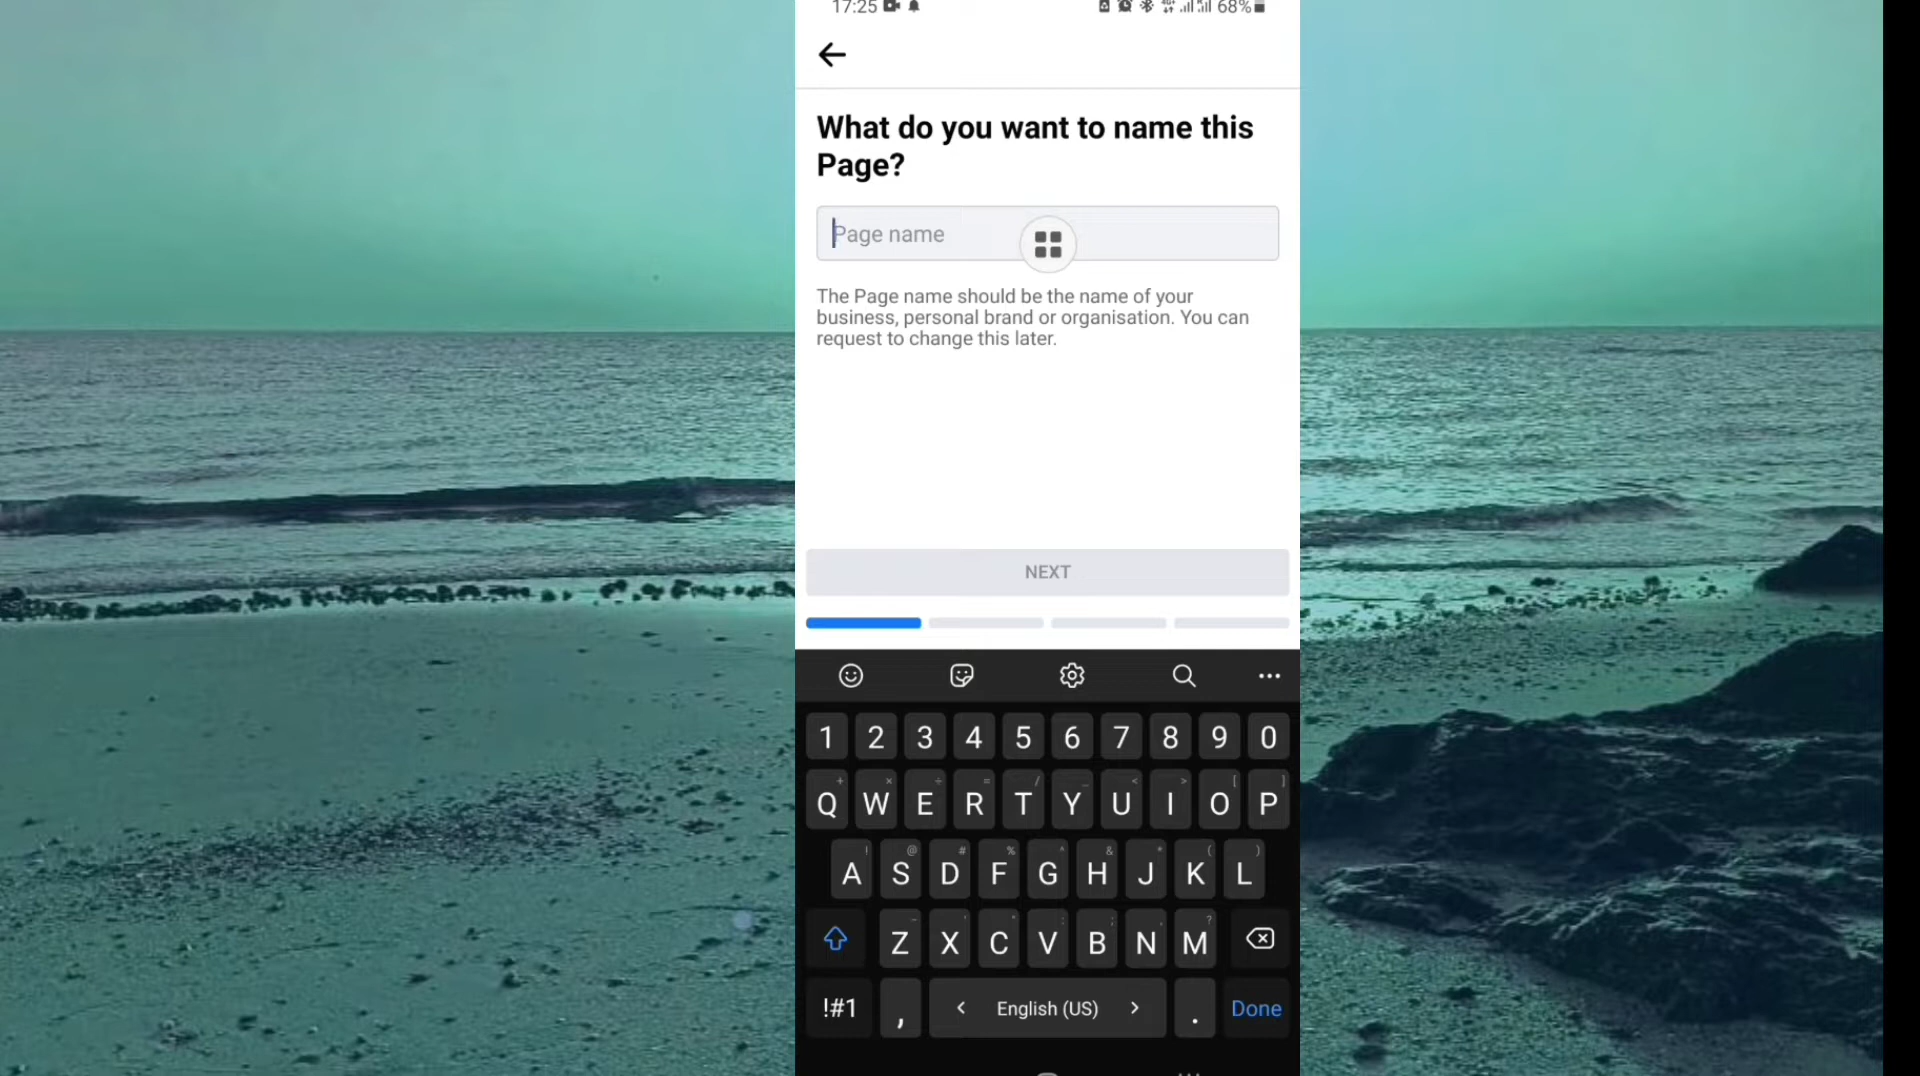 17:25 68%
What do you want to name this
Page?
Page name
The Page name should be the name of your
business, personal brand or organisation. You can
request to change this later.
NEXT
1 2 3 4 5 6 7 8 9 0
Q W E R T Y U I O P
A S D F G H J K L
Z X C V B N M
!#1 , < English (US) > . Done